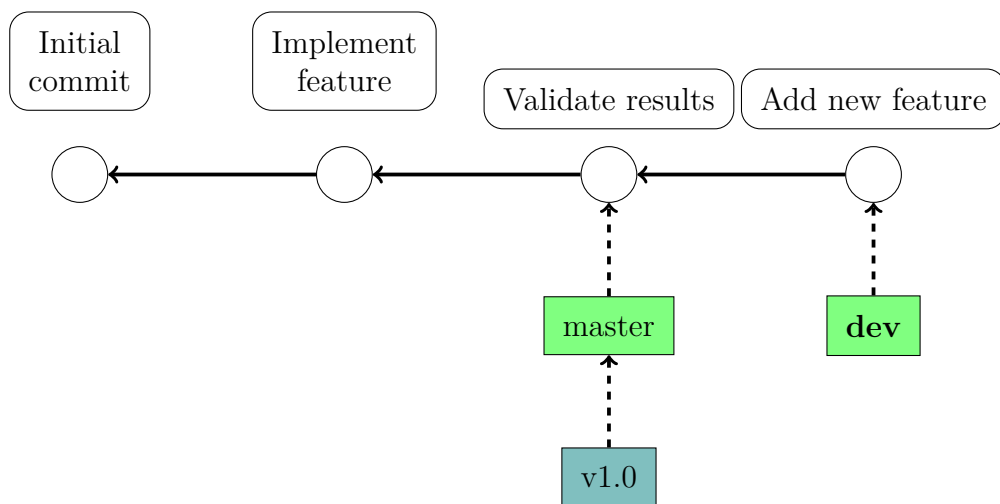 Initial
commit
Implement
feature
Validate results
Add new feature
master
dev
v1.0